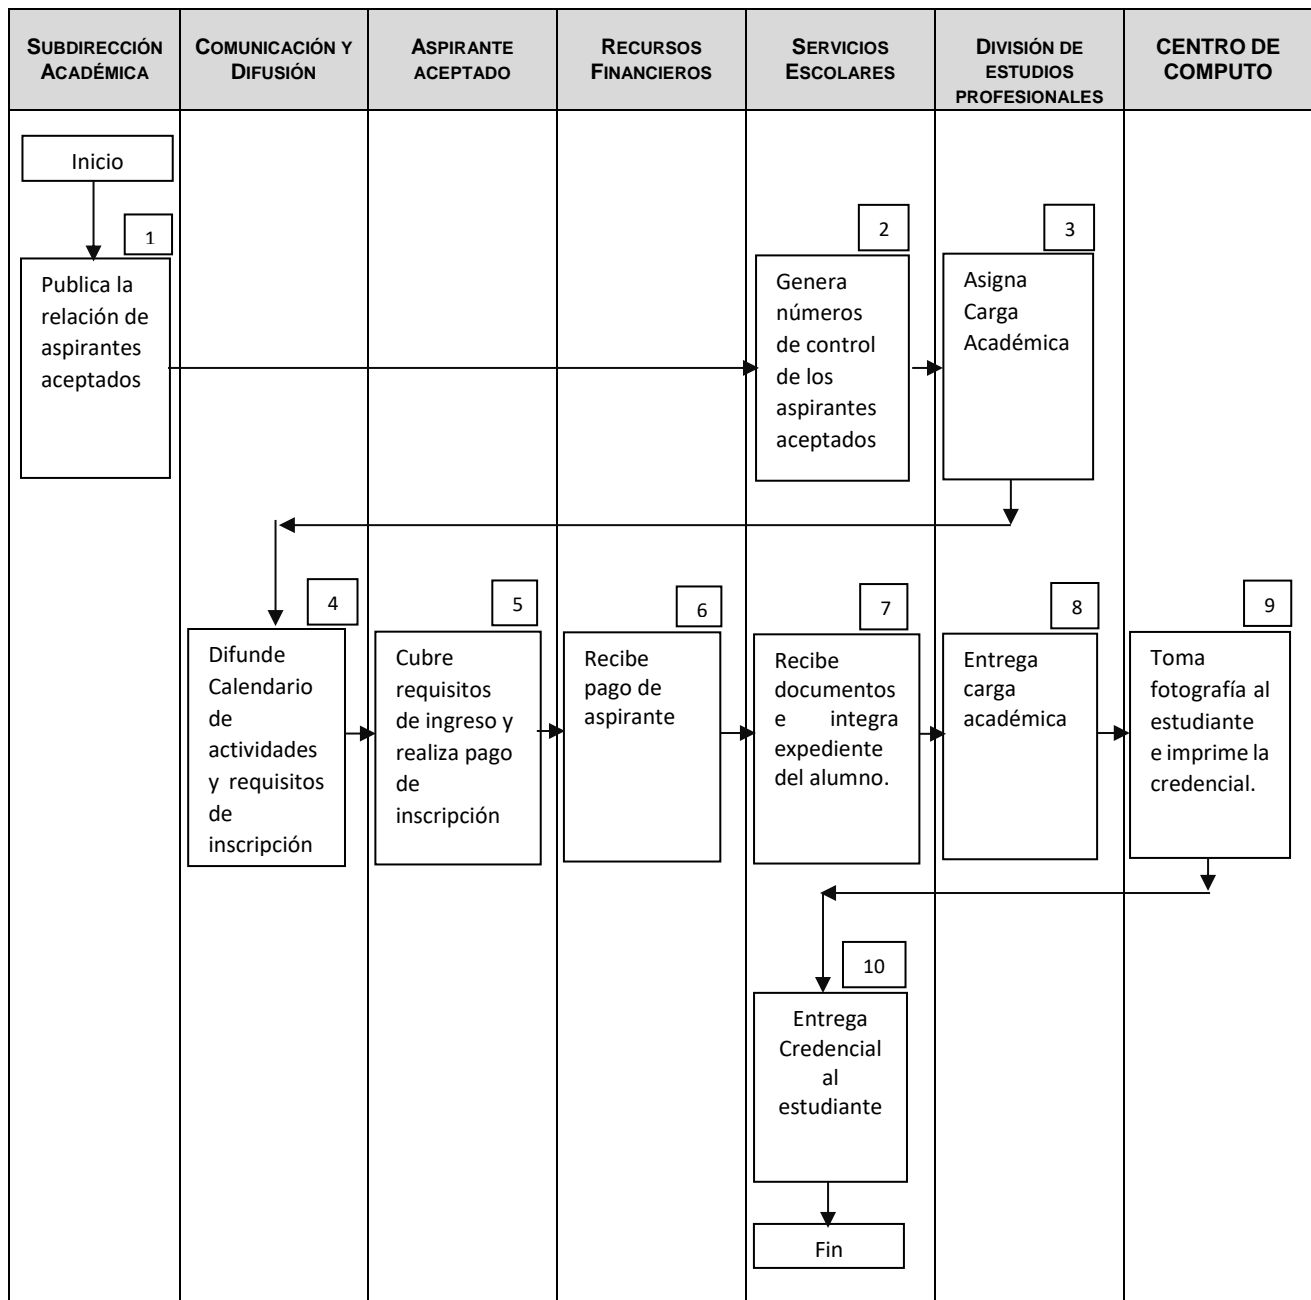 SUBDIRECCIÓN
ACADÉMICA
COMUNICACIÓN Y
DIFUSIÓN
ASPIRANTE
ACEPTADO
RECURSOS
FINANCIEROS
SERVICIOS
ESCOLARES
DIVISIÓN DE
ESTUDIOS
PROFESIONALES
CENTRO DE
COMPUTO
Inicio
1
Publica la
relación de
aspirantes
aceptados
2
Genera
números
de control
de los
aspirantes
aceptados
3
Asigna
Carga
Académica
4
Difunde
Calendario
de
actividades
y requisitos
de
inscripción
5
Cubre
requisitos
de ingreso y
realiza pago
de
inscripción
6
Recibe
pago de
aspirante
7
Recibe
documentos
e integra
expediente
del alumno.
8
Entrega
carga
académica
9
Toma
fotografía al
estudiante
e imprime la
credencial.
10
Entrega
Credencial
al
estudiante
Fin